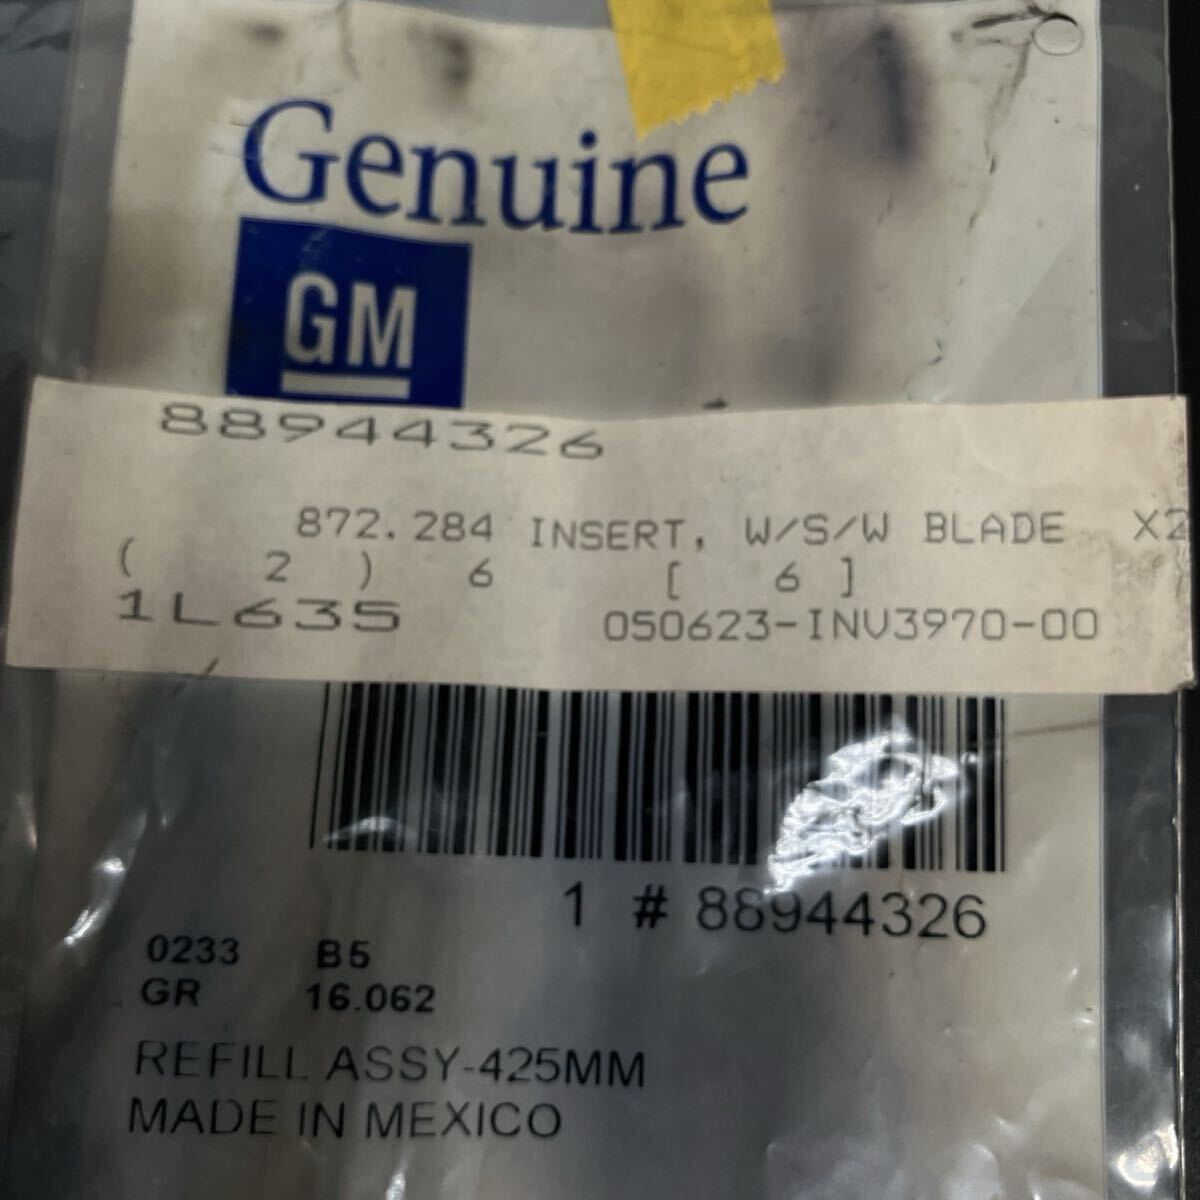 Genuine
GM
88944326
872.284 INSERT, W/S/W BLADE X2
( 2 ) 6 [ 6 ]
1L635 050623-INV3970-00
1 # 88944326
0233 B5
GR 16.062
REFILL ASSY-425MM
MADE IN MEXICO